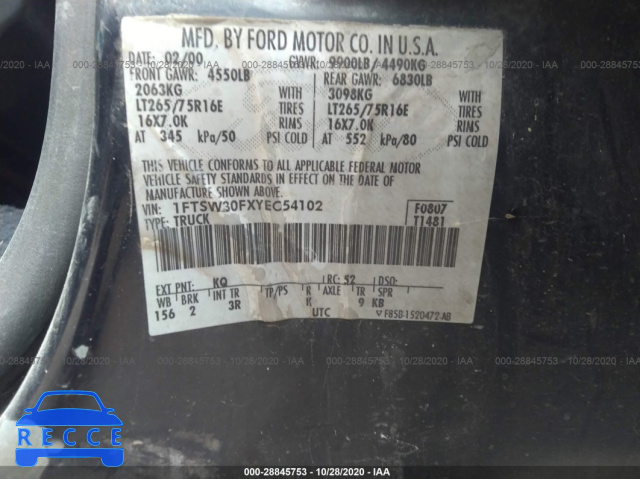 MFD. BY FORD MOTOR CO. IN U.S.A.
DATE: 02/00 GVWR: 9900LB / 4490KG
FRONT GAWR: 4550LB REAR GAWR: 6830LB
2063KG WITH 3098KG WITH
LT265/75R16E TIRES LT265/75R16E TIRES
16X7.0K RIMS 16X7.0K RIMS
AT 345 kPa/50 PSI COLD AT 552 kPa/80 PSI COLD
THIS VEHICLE CONFORMS TO ALL APPLICABLE FEDERAL MOTOR
VEHICLE SAFETY STANDARDS IN EFFECT ON THE DATE OF
MANUFACTURE SHOWN ABOVE.
VIN: 1FTSW30FXYEC54102 F0807
TYPE: TRUCK T1481
EXT PNT: KQ RC: 52 DSO:
WB BRK INT TR TP/PS R AXLE TR SPR
156 2 3R K 9 KB
UTC F85B-1520472-AB
000-28845753 - 10/28/2020 - IAA
RECCE